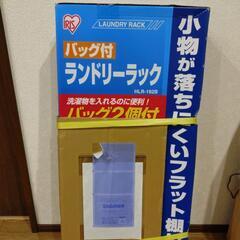 IRIS
LAUNDRY RACK
バッグ付
ランドリーラック
HLR-192B
洗濯物を入れるのに便利!
バッグ2個付
小物が落ちにくいフラット棚